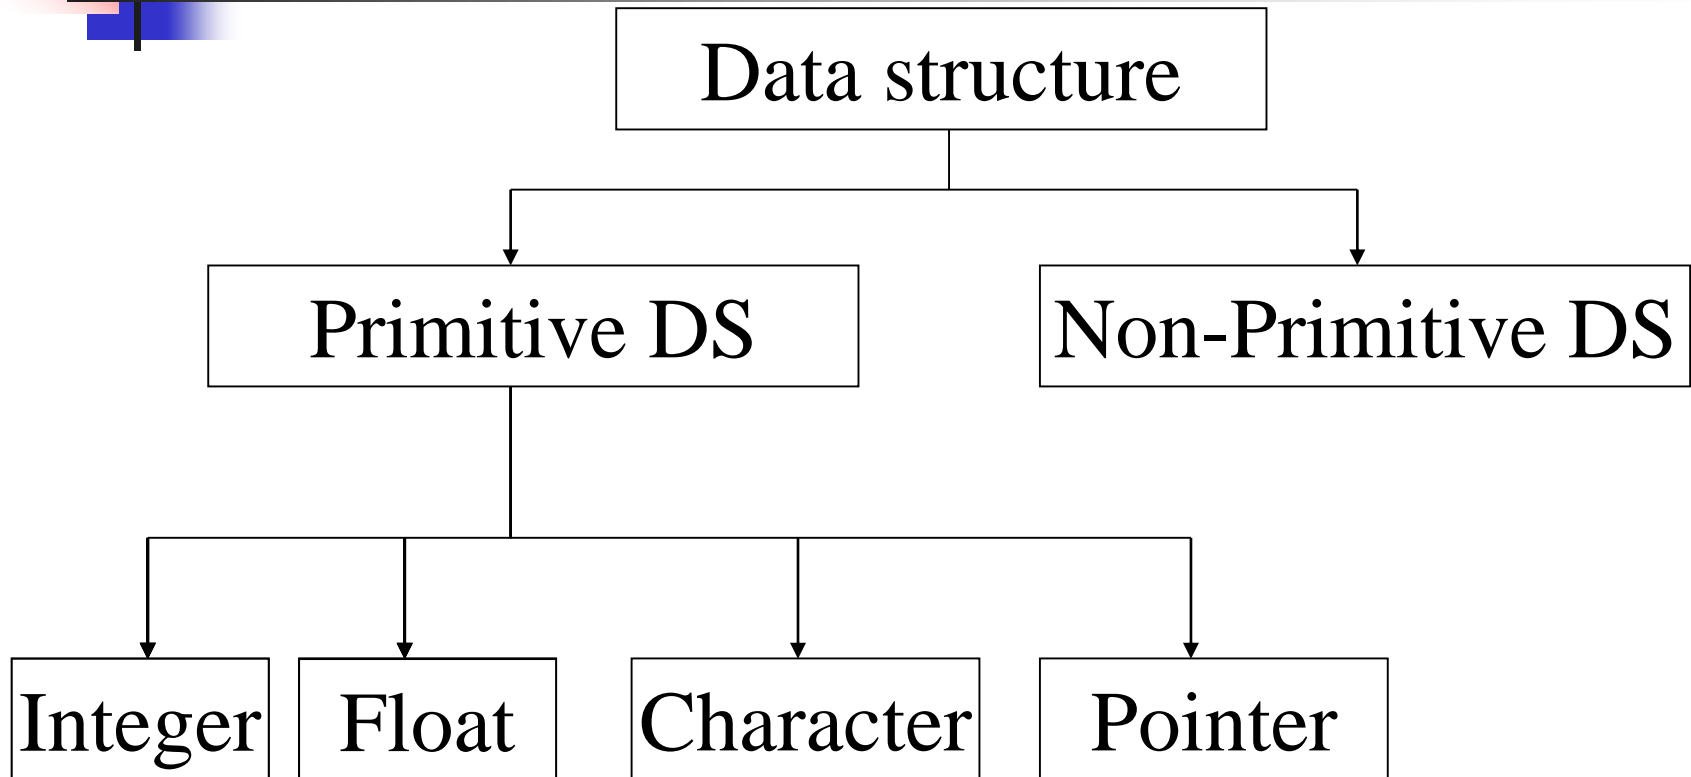 Data structure
Primitive DS
Non-Primitive DS
Integer
Float
Character
Pointer